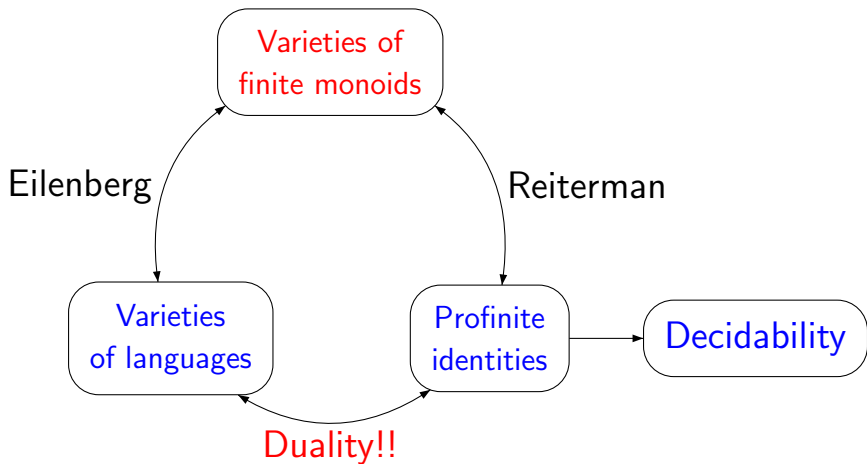 Varieties of
finite monoids
Eilenberg
Reiterman
Varieties
of languages
Profinite
identities
Decidability
Duality!!